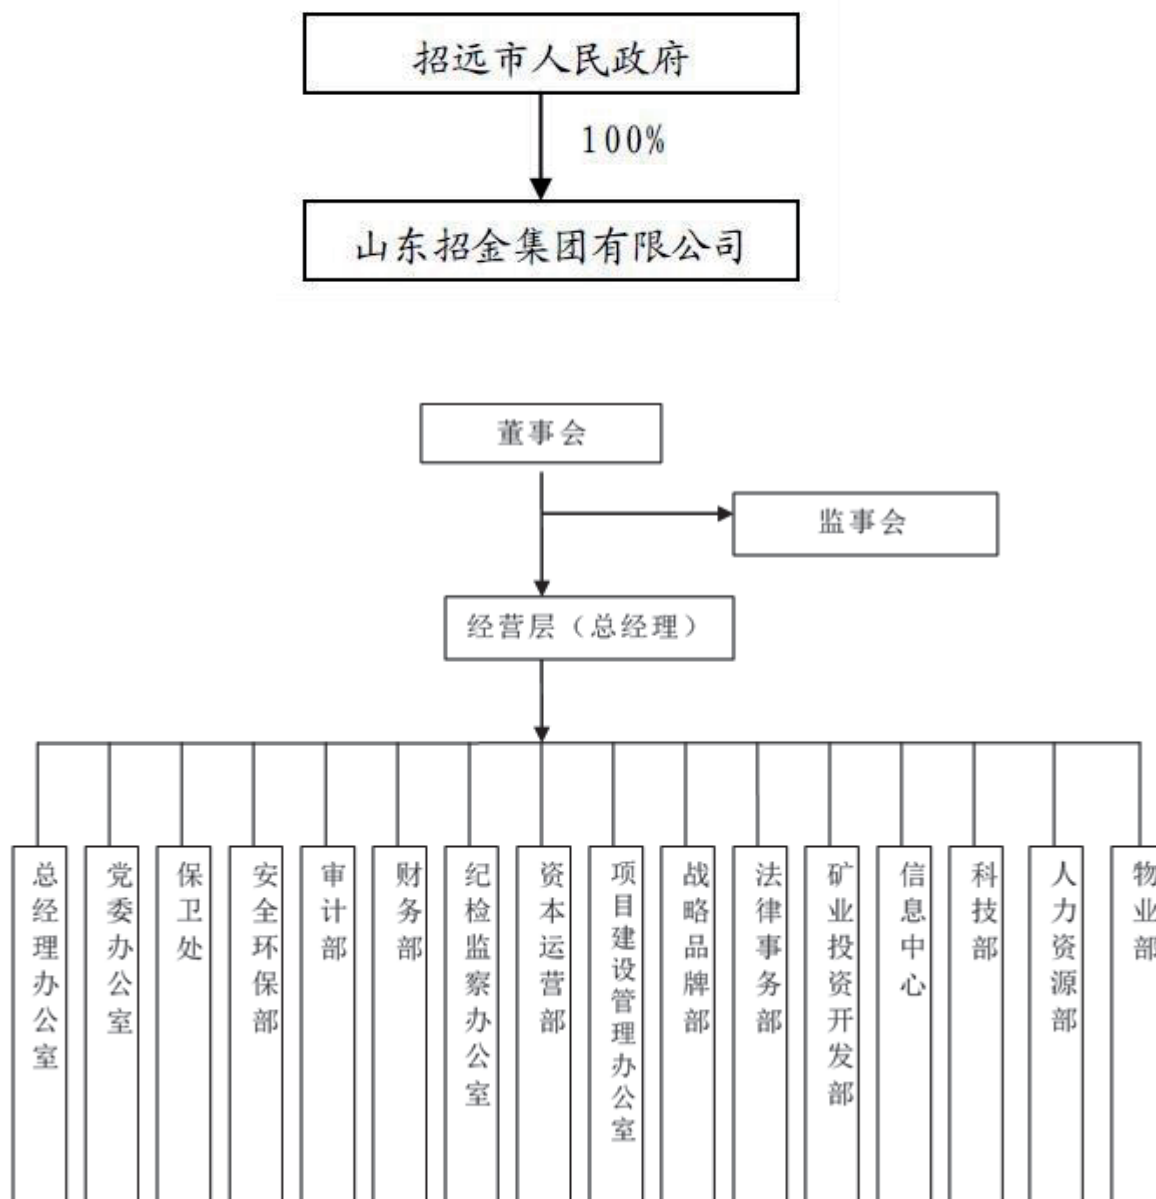 招远市人民政府
100%
山东招金集团有限公司
董事会
监事会
经营层（总经理）
总经理办公室
党委办公室
保卫处
安全环保部
审计部
财务部
纪检监察办公室
资本运营部
项目建设管理办公室
战略品牌部
法律事务部
矿业投资开发部
信息中心
科技部
人力资源部
物业部